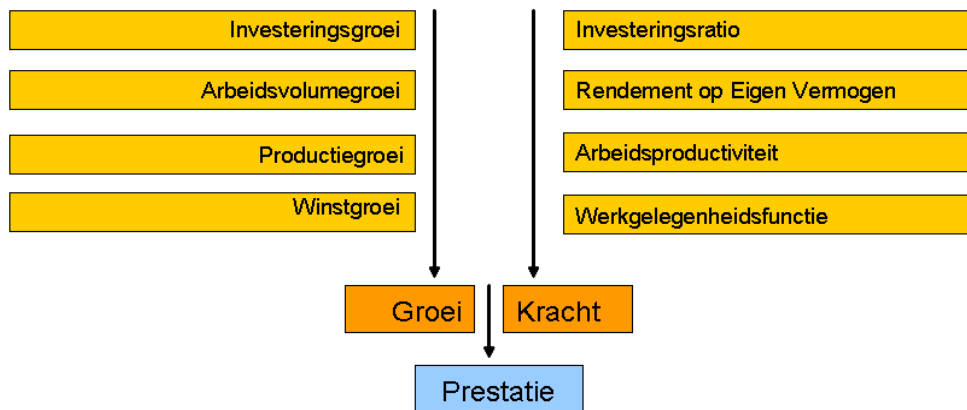 Investeringsgroei
Investeringsratio
Arbeidsvolumegroei
Rendement op Eigen Vermogen
Productiegroei
Arbeidsproductiviteit
Winstgroei
Werkgelegenheidsfunctie
Groei
Kracht
Prestatie